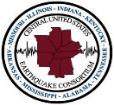 MISSOURI - ILLINOIS - INDIANA - KENTUCKY
CENTRAL UNITED STATES
EARTHQUAKE CONSORTIUM
ARKANSAS - MISSISSIPPI - ALABAMA - TENNESSEE